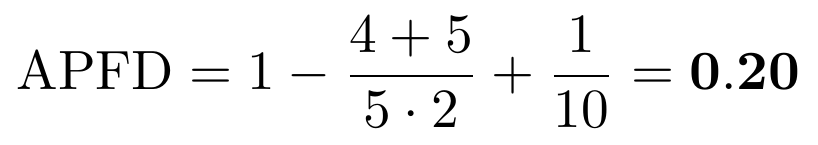 APFD = 1 − (4 + 5)/(5 · 2) + 1/10 = 0.20